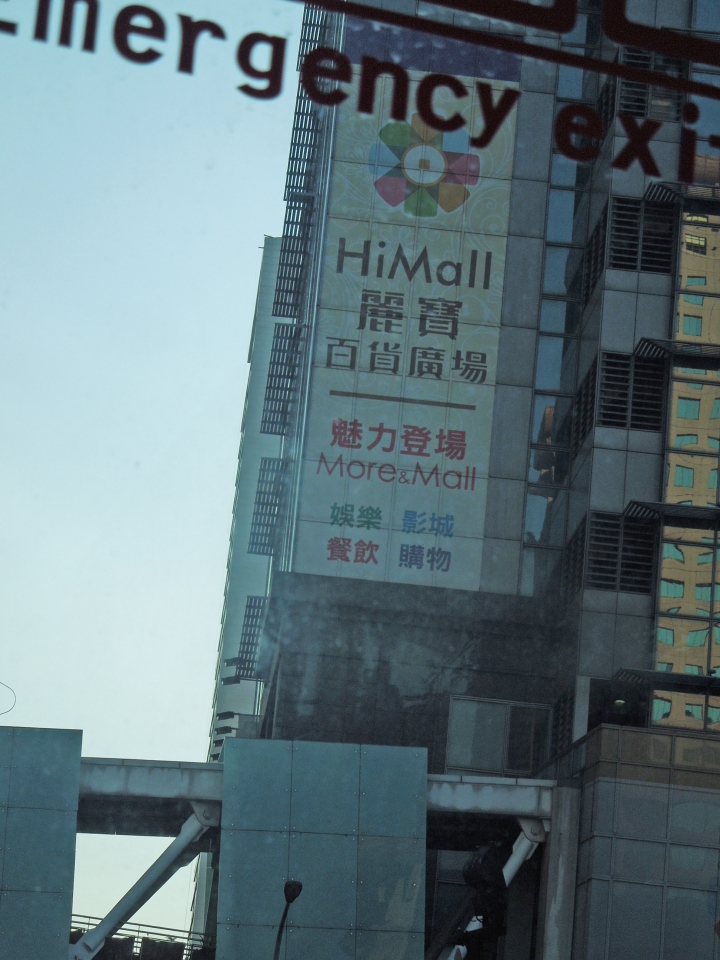 Emergency exit
HiMall
麗寶
百貨廣場
魅力登場
More&Mall
娛樂 影城
餐飲 購物